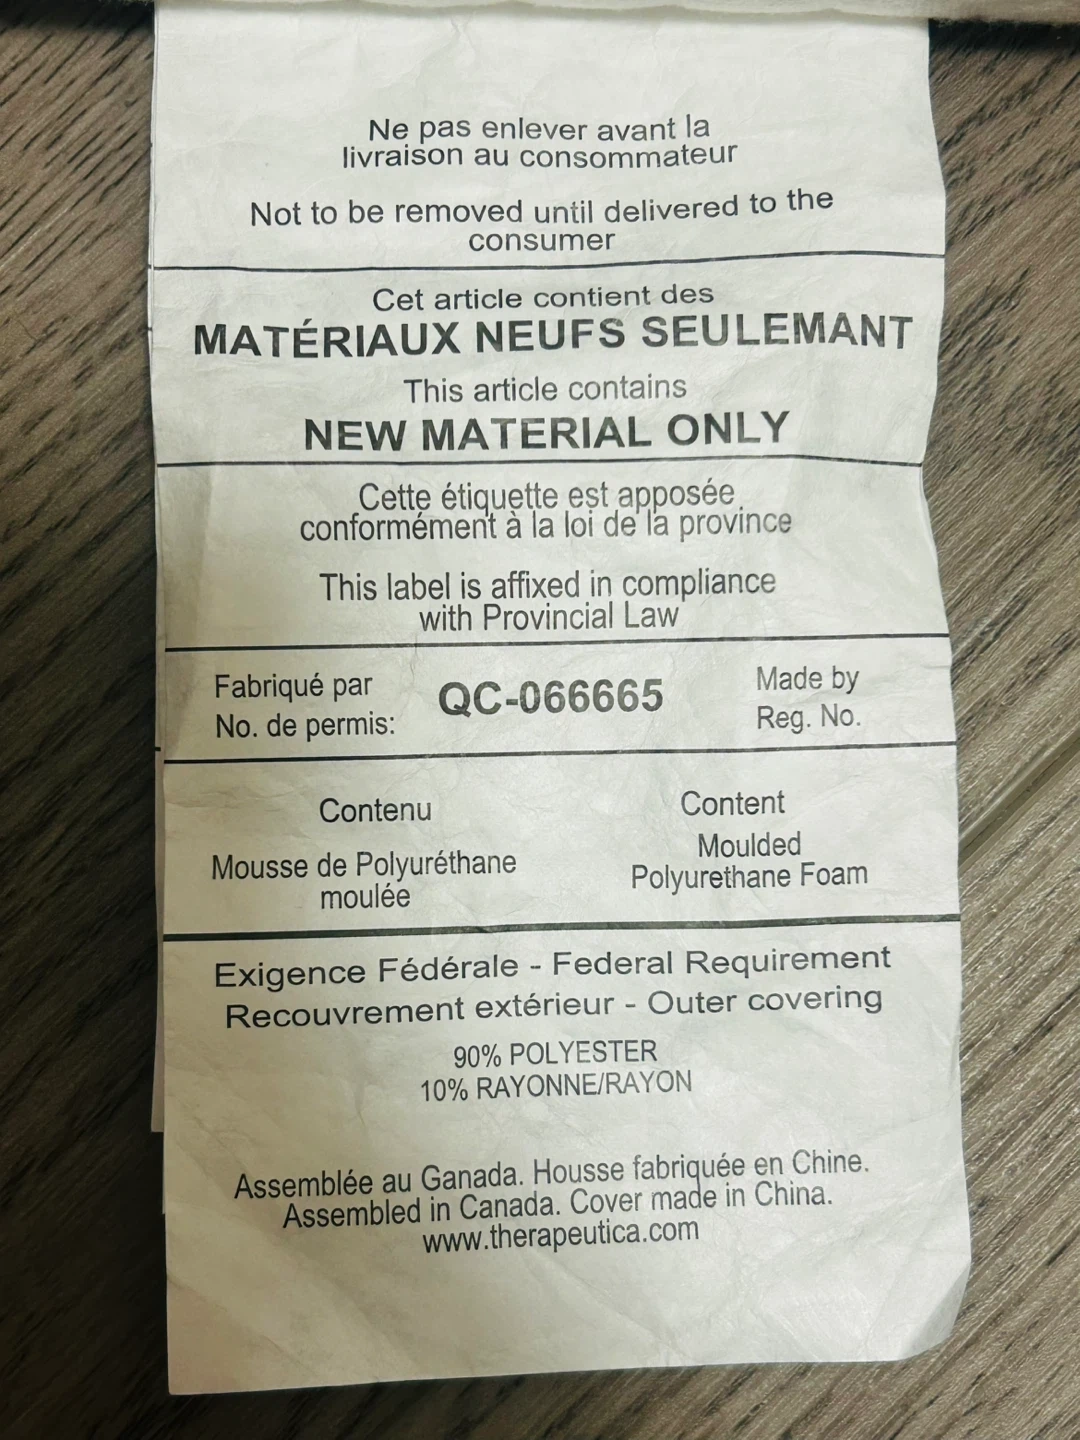 Ne pas enlever avant la
livraison au consommateur
Not to be removed until delivered to the
consumer
Cet article contient des
MATÉRIAUX NEUFS SEULEMANT
This article contains
NEW MATERIAL ONLY
Cette étiquette est apposée
conformément à la loi de la province
This label is affixed in compliance
with Provincial Law
Fabriqué par
No. de permis:
QC-066665
Made by
Reg. No.
Contenu
Mousse de Polyuréthane
moulée
Content
Moulded
Polyurethane Foam
Exigence Fédérale - Federal Requirement
Recouvrement extérieur - Outer covering
90% POLYESTER
10% RAYONNE/RAYON
Assemblée au Ganada. Housse fabriquée en Chine.
Assembled in Canada. Cover made in China.
www.therapeutica.com